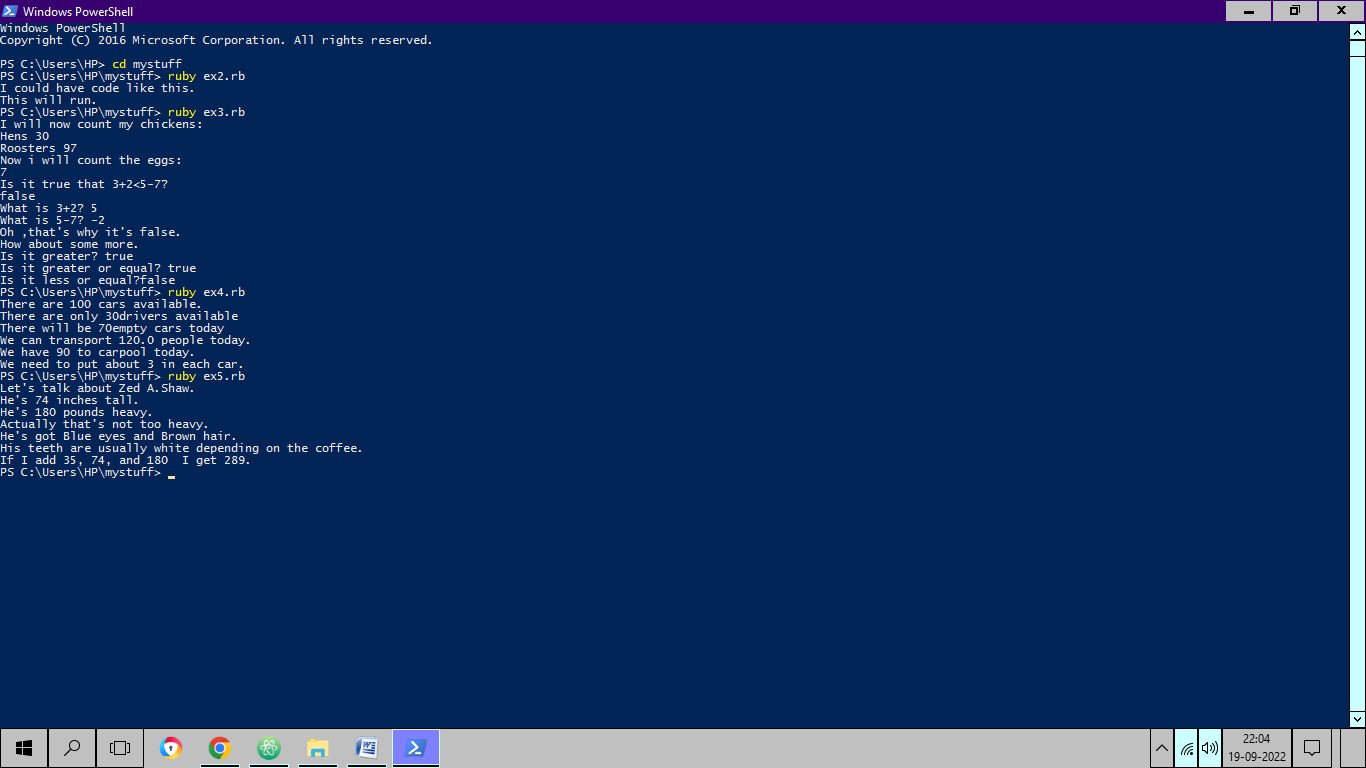 Windows PowerShell
Windows PowerShell
Copyright (C) 2016 Microsoft Corporation. All rights reserved.
PS C:\Users\HP> cd mystuff
PS C:\Users\HP\mystuff> ruby ex2.rb
I could have code like this.
This will run.
PS C:\Users\HP\mystuff> ruby ex3.rb
I will now count my chickens:
Hens 30
Roosters 97
Now i will count the eggs:
7
Is it true that 3+2<5-7?
false
What is 3+2? 5
What is 5-7? -2
Oh ,that's why it's false.
How about some more.
Is it greater? true
Is it greater or equal? true
Is it less or equal?false
PS C:\Users\HP\mystuff> ruby ex4.rb
There are 100 cars available.
There are only 30drivers available
There will be 70empty cars today
We can transport 120.0 people today.
We have 90 to carpool today.
We need to put about 3 in each car.
PS C:\Users\HP\mystuff> ruby ex5.rb
Let's talk about Zed A.Shaw.
He's 74 inches tall.
He's 180 pounds heavy.
Actually that's not too heavy.
He's got Blue eyes and Brown hair.
His teeth are usually white depending on the coffee.
If I add 35, 74, and 180  I get 289.
PS C:\Users\HP\mystuff>
22:04
19-09-2022